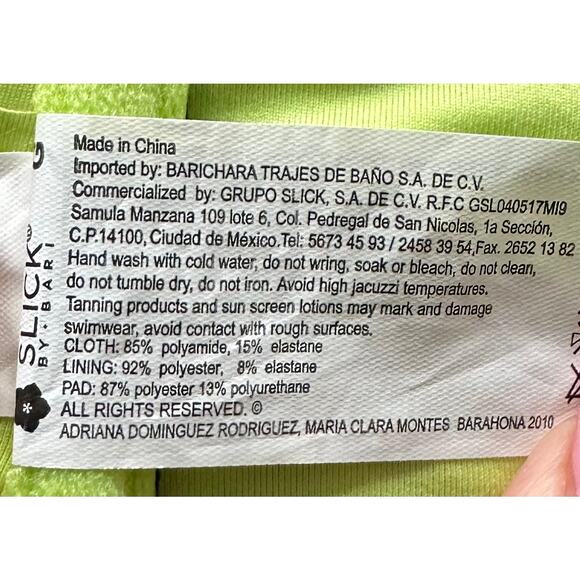 Made in China
Imported by: BARICHARA TRAJES DE BAÑO S.A. DE C.V.
Commercialized by: GRUPO SLICK, S.A. DE C.V. R.F.C GSL040517MI9
Samula Manzana 109 lote 6, Col. Pedregal de San Nicolas, 1a Sección,
C.P.14100, Ciudad de México.Tel: 5673 45 93 / 2458 39 54,Fax. 2652 13 82
Hand wash with cold water, do not wring, soak or bleach, do not clean,
do not tumble dry, do not iron. Avoid high jacuzzi temperatures.
Tanning products and sun screen lotions may mark and damage
swimwear, avoid contact with rough surfaces.
CLOTH: 85% polyamide, 15% elastane
LINING: 92% polyester, 8% elastane
PAD: 87% polyester 13% polyurethane
ALL RIGHTS RESERVED. ©
ADRIANA DOMINGUEZ RODRIGUEZ, MARIA CLARA MONTES BARAHONA 2010
SLICK®
BY • BARI
G